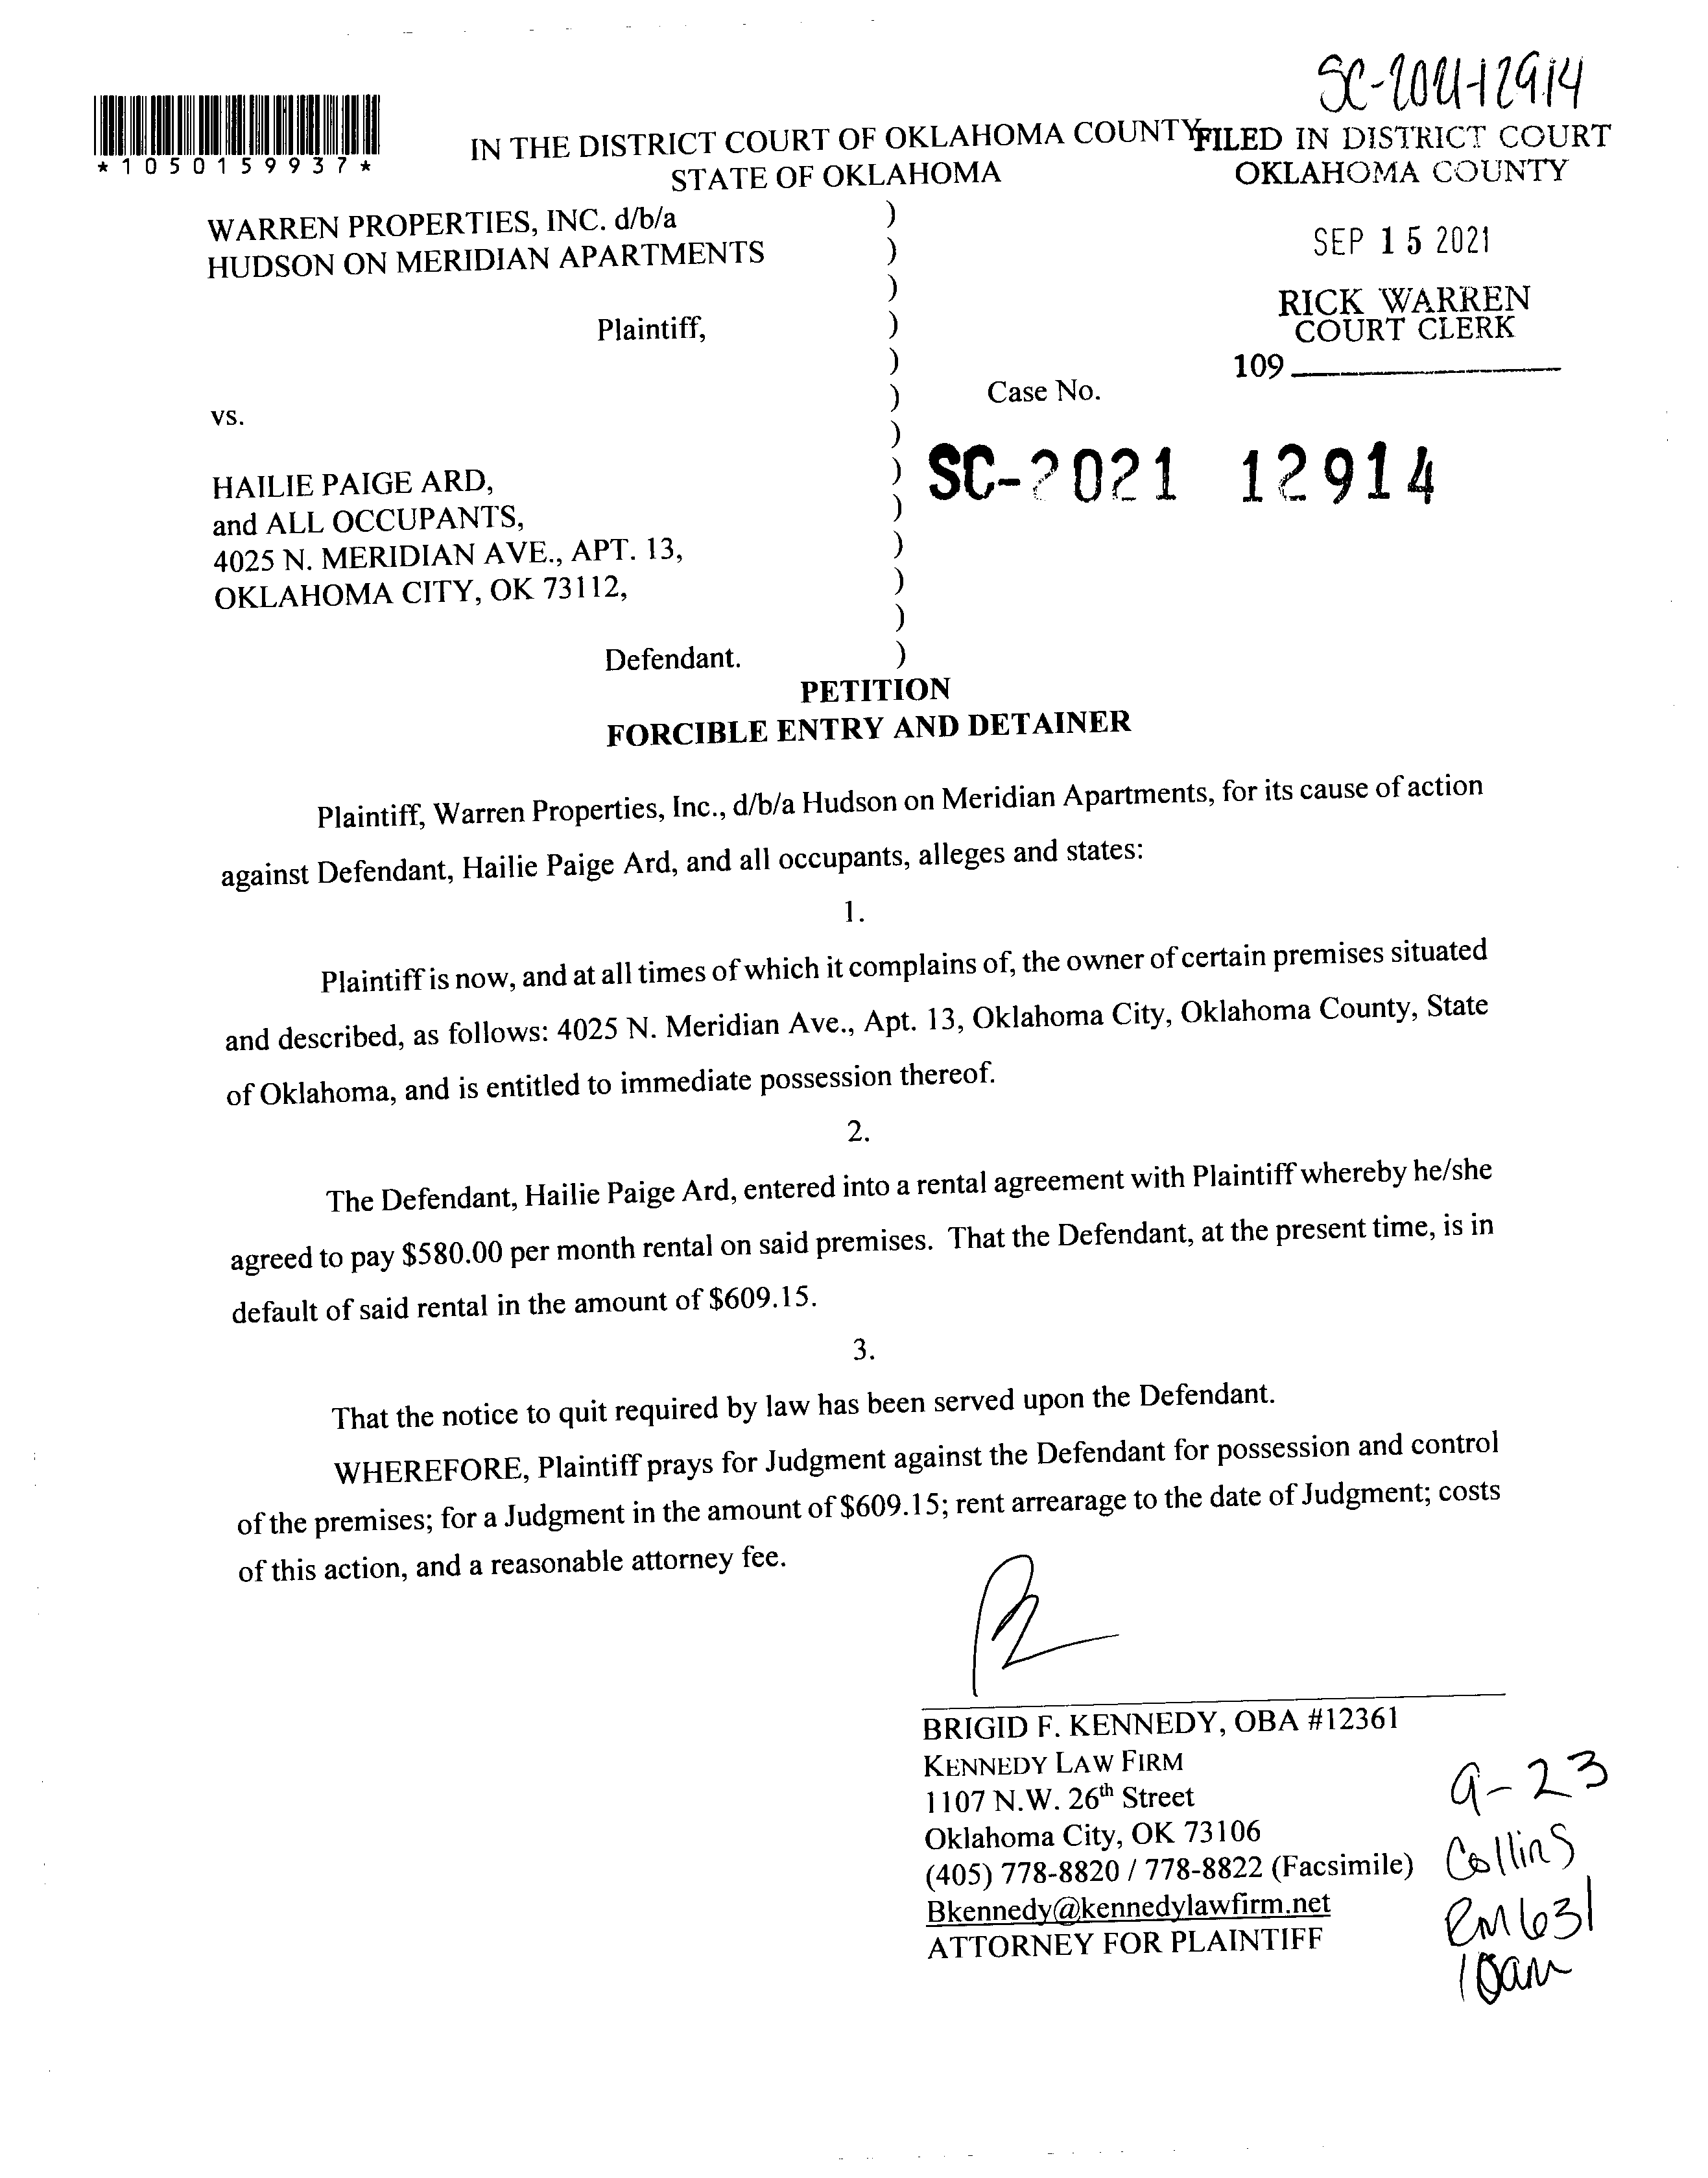 SC-2021-12914
*1050159937*
IN THE DISTRICT COURT OF OKLAHOMA COUNTY
STATE OF OKLAHOMA
FILED IN DISTRICT COURT
OKLAHOMA COUNTY
SEP 15 2021
RICK WARREN
COURT CLERK
109
WARREN PROPERTIES, INC. d/b/a )
HUDSON ON MERIDIAN APARTMENTS )
)
Plaintiff, )
)
vs. )
)
HAILIE PAIGE ARD, )
and ALL OCCUPANTS, )
4025 N. MERIDIAN AVE., APT. 13, )
OKLAHOMA CITY, OK 73112, )
)
Defendant. )
Case No.
SC-2021 12914
PETITION
FORCIBLE ENTRY AND DETAINER
Plaintiff, Warren Properties, Inc., d/b/a Hudson on Meridian Apartments, for its cause of action
against Defendant, Hailie Paige Ard, and all occupants, alleges and states:
1.
Plaintiff is now, and at all times of which it complains of, the owner of certain premises situated
and described, as follows: 4025 N. Meridian Ave., Apt. 13, Oklahoma City, Oklahoma County, State
of Oklahoma, and is entitled to immediate possession thereof.
2.
The Defendant, Hailie Paige Ard, entered into a rental agreement with Plaintiff whereby he/she
agreed to pay $580.00 per month rental on said premises. That the Defendant, at the present time, is in
default of said rental in the amount of $609.15.
3.
That the notice to quit required by law has been served upon the Defendant.
WHEREFORE, Plaintiff prays for Judgment against the Defendant for possession and control
of the premises; for a Judgment in the amount of $609.15; rent arrearage to the date of Judgment; costs
of this action, and a reasonable attorney fee.
BRIGID F. KENNEDY, OBA #12361
KENNEDY LAW FIRM
1107 N.W. 26th Street
Oklahoma City, OK 73106
(405) 778-8820 / 778-8822 (Facsimile)
Bkennedy@kennedylawfirm.net
ATTORNEY FOR PLAINTIFF
9-23
Collins
RM 631
10am